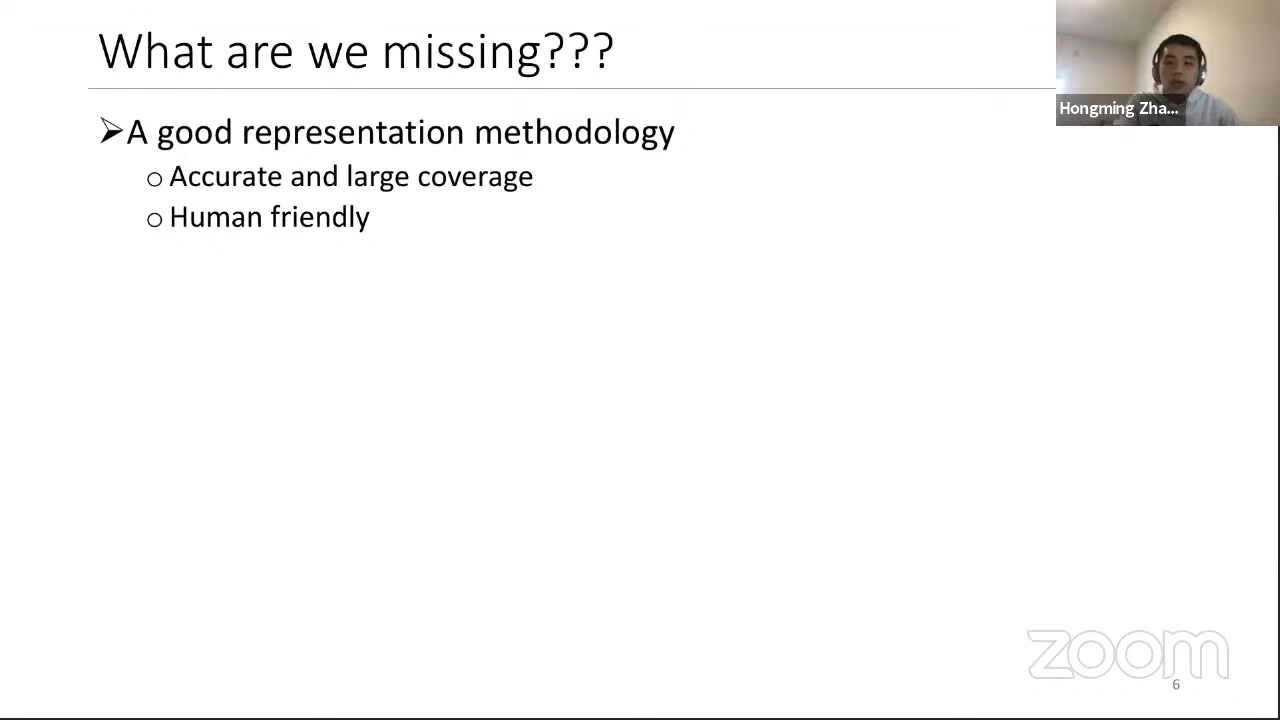 What are we missing???
Hongming Zha...
➢A good representation methodology
o Accurate and large coverage
o Human friendly
zoom
6